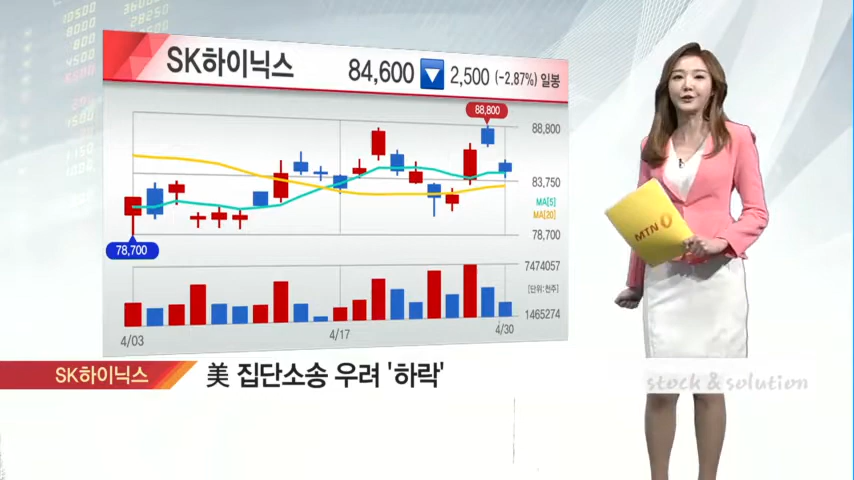 SK하이닉스 84,600 ▼ 2,500 (-2.87%) 일봉
88,800
88,800
83,750
MA[5]
MA[20]
78,700
78,700
7474057
[단위:천주]
1465274
4/03 4/17 4/30
MTN
SK하이닉스 美 집단소송 우려 '하락'
stock & solution